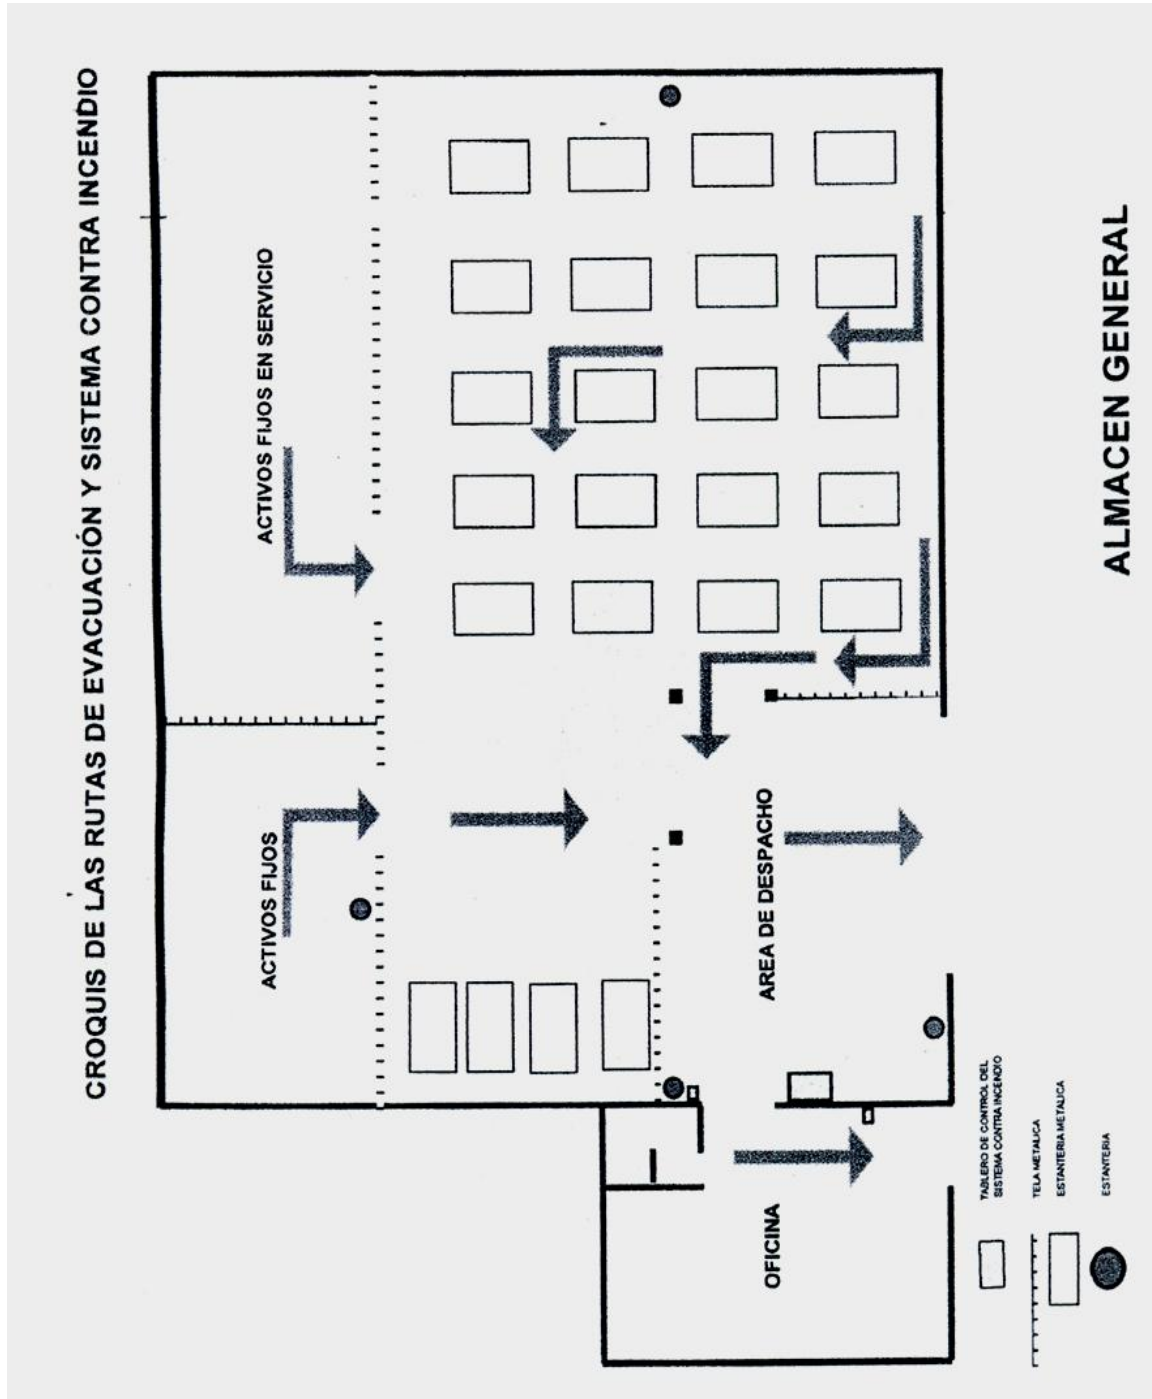 CROQUIS DE LAS RUTAS DE EVACUACIÓN Y SISTEMA CONTRA INCENDIO
ACTIVOS FIJOS
ACTIVOS FIJOS EN SERVICIO
AREA DE DESPACHO
OFICINA
TABLERO DE CONTROL DEL
SISTEMA CONTRA INCENDIO
TELA METALICA
ESTANTERIA METALICA
ESTANTERIA
ALMACEN GENERAL